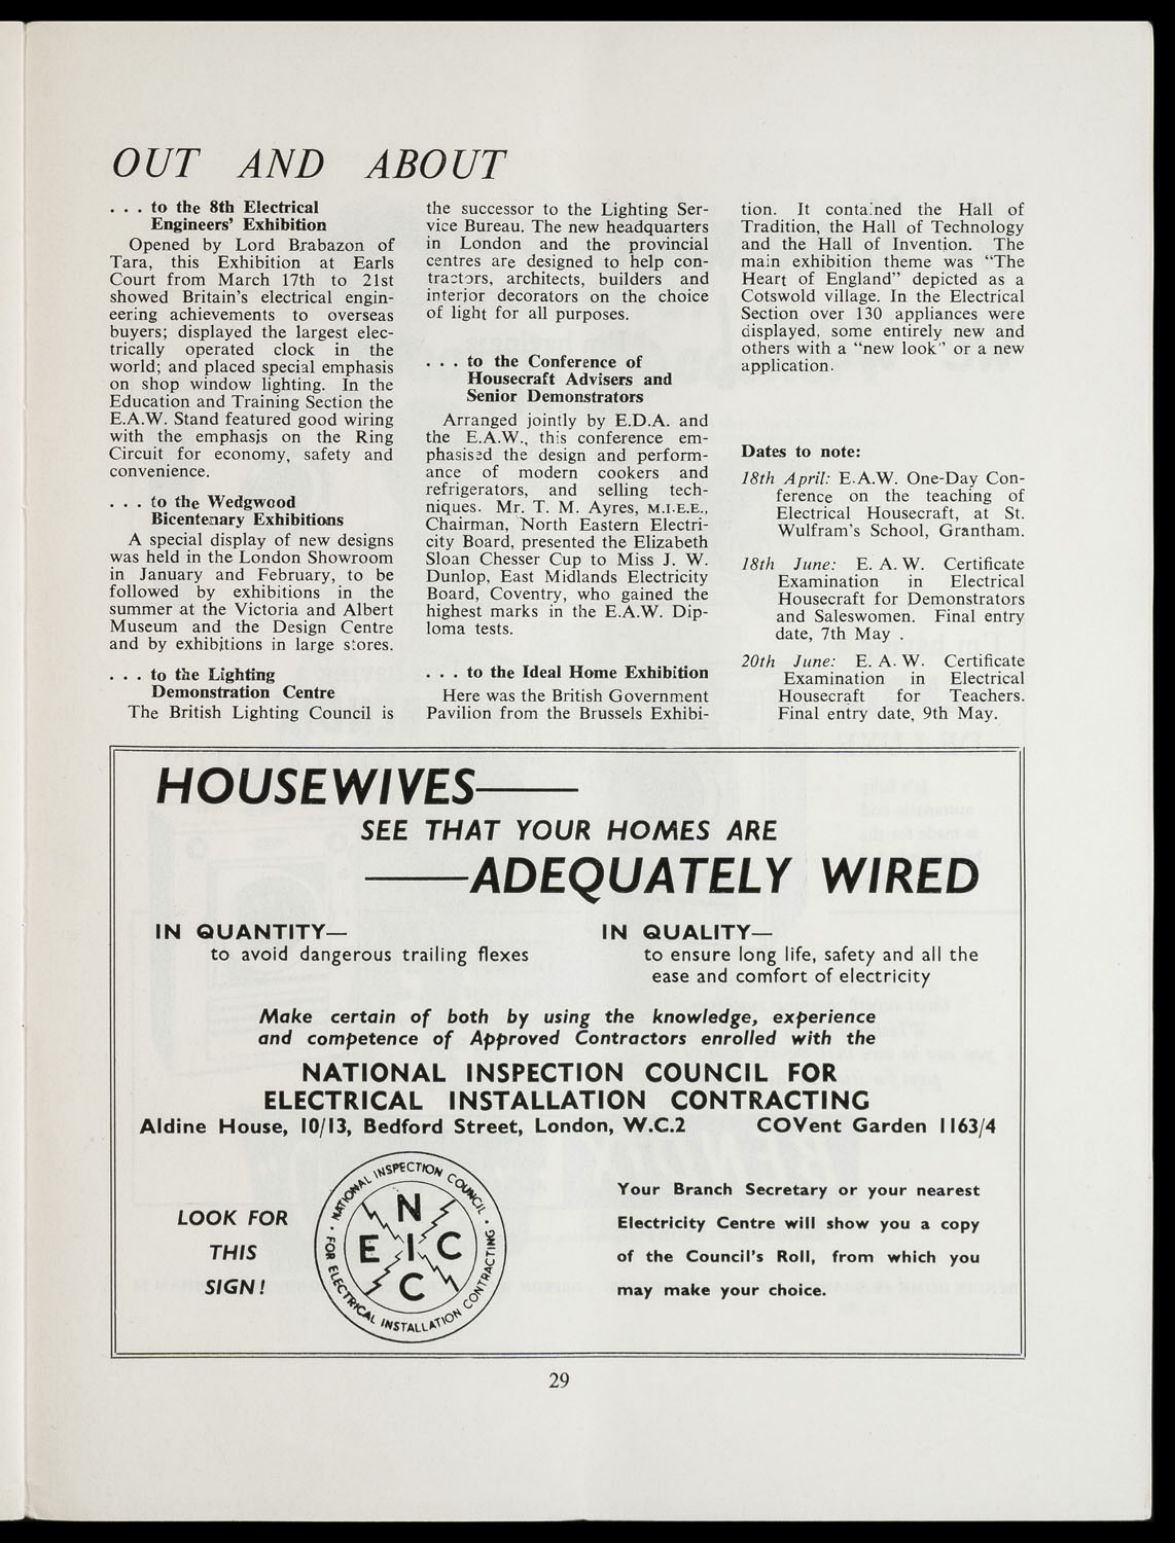 OUT AND ABOUT
. . . to the 8th Electrical
Engineers' Exhibition
Opened by Lord Brabazon of
Tara, this Exhibition at Earls
Court from March 17th to 21st
showed Britain's electrical engin-
eering achievements to overseas
buyers; displayed the largest elec-
trically operated clock in the
world; and placed special emphasis
on shop window lighting. In the
Education and Training Section the
E.A.W. Stand featured good wiring
with the emphasis on the Ring
Circuit for economy, safety and
convenience.
. . . to the Wedgwood
Bicentenary Exhibitions
A special display of new designs
was held in the London Showroom
in January and February, to be
followed by exhibitions in the
summer at the Victoria and Albert
Museum and the Design Centre
and by exhibitions in large stores.
. . . to the Lighting
Demonstration Centre
The British Lighting Council is
the successor to the Lighting Ser-
vice Bureau. The new headquarters
in London and the provincial
centres are designed to help con-
tractors, architects, builders and
interior decorators on the choice
of light for all purposes.
. . . to the Conference of
Housecraft Advisers and
Senior Demonstrators
Arranged jointly by E.D.A. and
the E.A.W., this conference em-
phasised the design and perform-
ance of modern cookers and
refrigerators, and selling tech-
niques. Mr. T. M. Ayres, M.I.E.E.,
Chairman, North Eastern Electri-
city Board, presented the Elizabeth
Sloan Chesser Cup to Miss J. W.
Dunlop, East Midlands Electricity
Board, Coventry, who gained the
highest marks in the E.A.W. Dip-
loma tests.
. . . to the Ideal Home Exhibition
Here was the British Government
Pavilion from the Brussels Exhibi-
tion. It contained the Hall of
Tradition, the Hall of Technology
and the Hall of Invention. The
main exhibition theme was "The
Heart of England" depicted as a
Cotswold village. In the Electrical
Section over 130 appliances were
displayed, some entirely new and
others with a "new look" or a new
application.
Dates to note:
18th April: E.A.W. One-Day Con-
ference on the teaching of
Electrical Housecraft, at St.
Wulfram's School, Grantham.
18th June: E. A. W. Certificate
Examination in Electrical
Housecraft for Demonstrators
and Saleswomen. Final entry
date, 7th May .
20th June: E. A. W. Certificate
Examination in Electrical
Housecraft for Teachers.
Final entry date, 9th May.
HOUSEWIVES—
SEE THAT YOUR HOMES ARE
—ADEQUATELY WIRED
IN QUANTITY—
to avoid dangerous trailing flexes
IN QUALITY—
to ensure long life, safety and all the
ease and comfort of electricity
Make certain of both by using the knowledge, experience
and competence of Approved Contractors enrolled with the
NATIONAL INSPECTION COUNCIL FOR
ELECTRICAL INSTALLATION CONTRACTING
Aldine House, 10/13, Bedford Street, London, W.C.2 COVent Garden 1163/4
LOOK FOR
THIS
SIGN!
· NATIONAL INSPECTION COUNCIL ·
FOR ELECTRICAL INSTALLATION CONTRACTING
N
E I C
C
Your Branch Secretary or your nearest
Electricity Centre will show you a copy
of the Council's Roll, from which you
may make your choice.
29